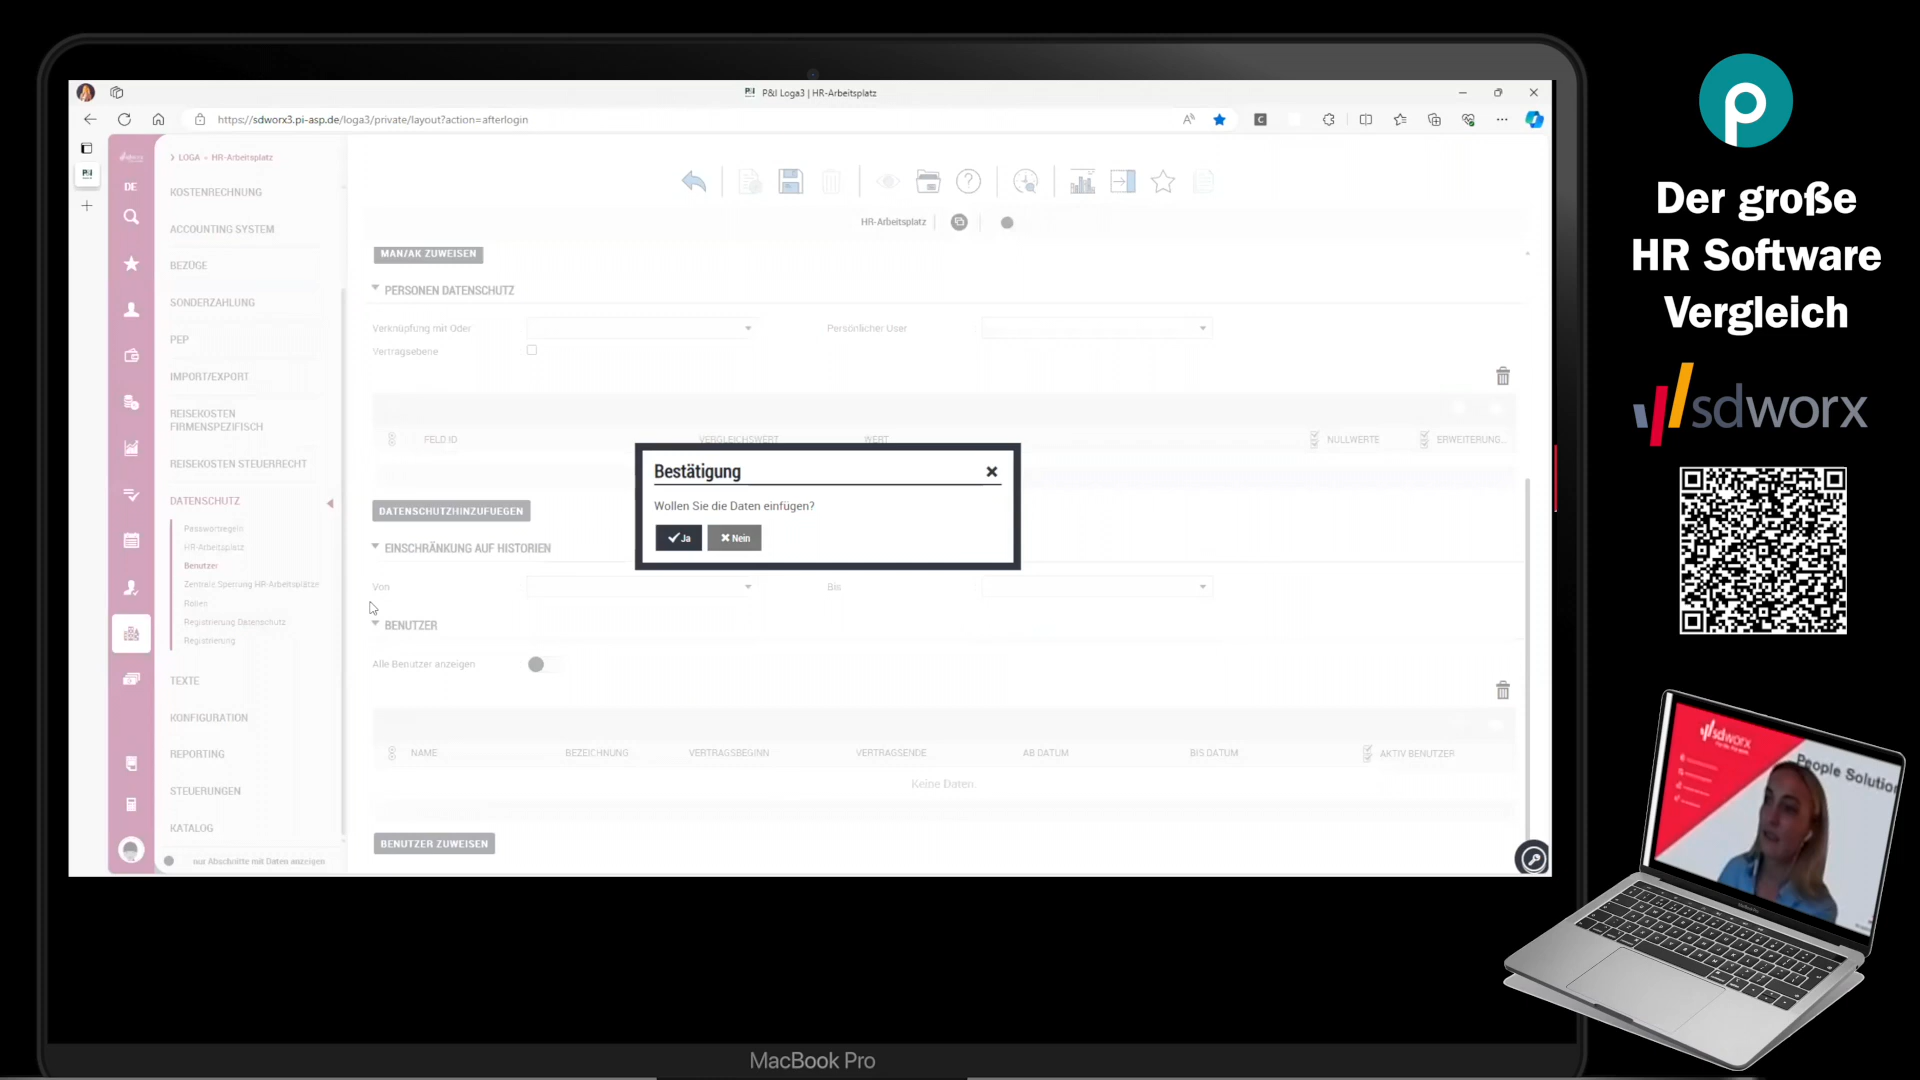 P&I Loga3 | HR-Arbeitsplatz
https://sdworx3.pi-asp.de/loga3/private/layout?action=afterlogin
DE
LOGA » HR-Arbeitsplatz
KOSTENRECHNUNG
ACCOUNTING SYSTEM
BEZÜGE
SONDERZAHLUNG
PEP
IMPORT/EXPORT
REISEKOSTEN
FIRMENSPEZIFISCH
REISEKOSTEN STEUERRECHT
DATENSCHUTZ
Passwortregeln
HR-Arbeitsplatz
Benutzer
Zentrale Sperrung HR-Arbeitsplätze
Rollen
Registrierung Datenschutz
Registrierung
TEXTE
KONFIGURATION
REPORTING
STEUERUNGEN
KATALOG
nur Abschnitte mit Daten anzeigen
HR-Arbeitsplatz
MAN/AK ZUWEISEN
PERSONEN DATENSCHUTZ
Verknüpfung mit Oder
Persönlicher User
Vertragsebene
FELD ID
VERGLEICHSWERT
WERT
NULLWERTE
ERWEITERUNG...
DATENSCHUTZHINZUFUEGEN
EINSCHRÄNKUNG AUF HISTORIEN
Von
Bis
BENUTZER
Alle Benutzer anzeigen
NAME
BEZEICHNUNG
VERTRAGSBEGINN
VERTRAGSENDE
AB DATUM
BIS DATUM
AKTIV BENUTZER
Keine Daten.
BENUTZER ZUWEISEN
Bestätigung
Wollen Sie die Daten einfügen?
Ja
Nein
MacBook Pro
p
Der große
HR Software
Vergleich
sdworx
sdworx
People Solution
MacBook Pro